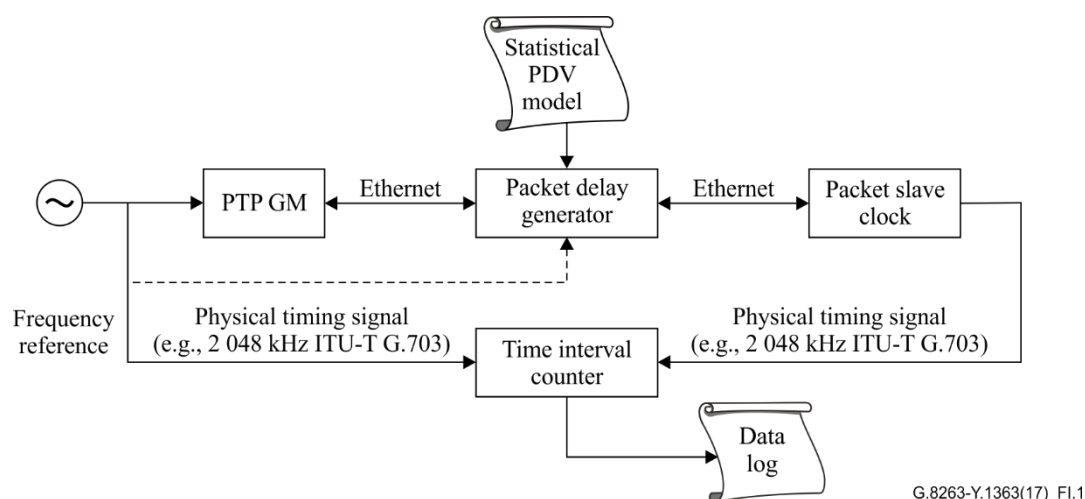 Statistical
PDV
model
PTP GM
Ethernet
Packet delay
generator
Ethernet
Packet slave
clock
Frequency
reference
Physical timing signal
(e.g., 2 048 kHz ITU-T G.703)
Time interval
counter
Physical timing signal
(e.g., 2 048 kHz ITU-T G.703)
Data
log
G.8263-Y.1363(17)_FI.1